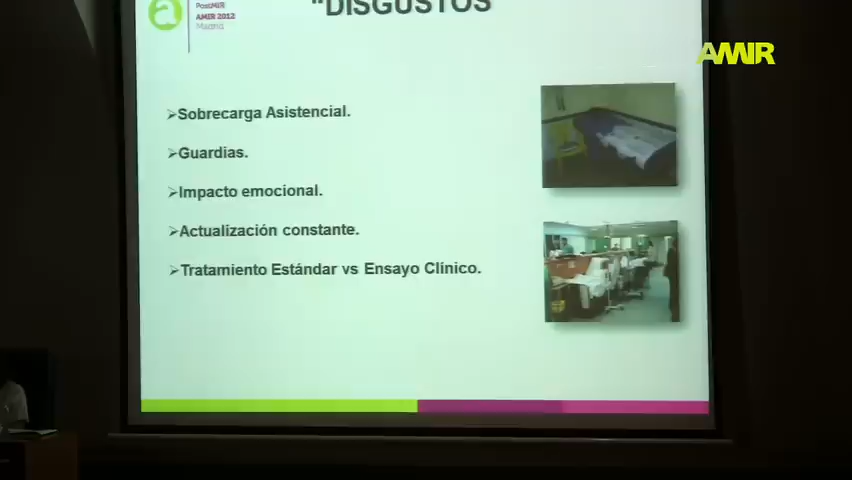 a
PostMIR
AMIR 2012
Madrid
"DISGUSTOS
AMIR
➢Sobrecarga Asistencial.
➢Guardias.
➢Impacto emocional.
➢Actualización constante.
➢Tratamiento Estándar vs Ensayo Clínico.